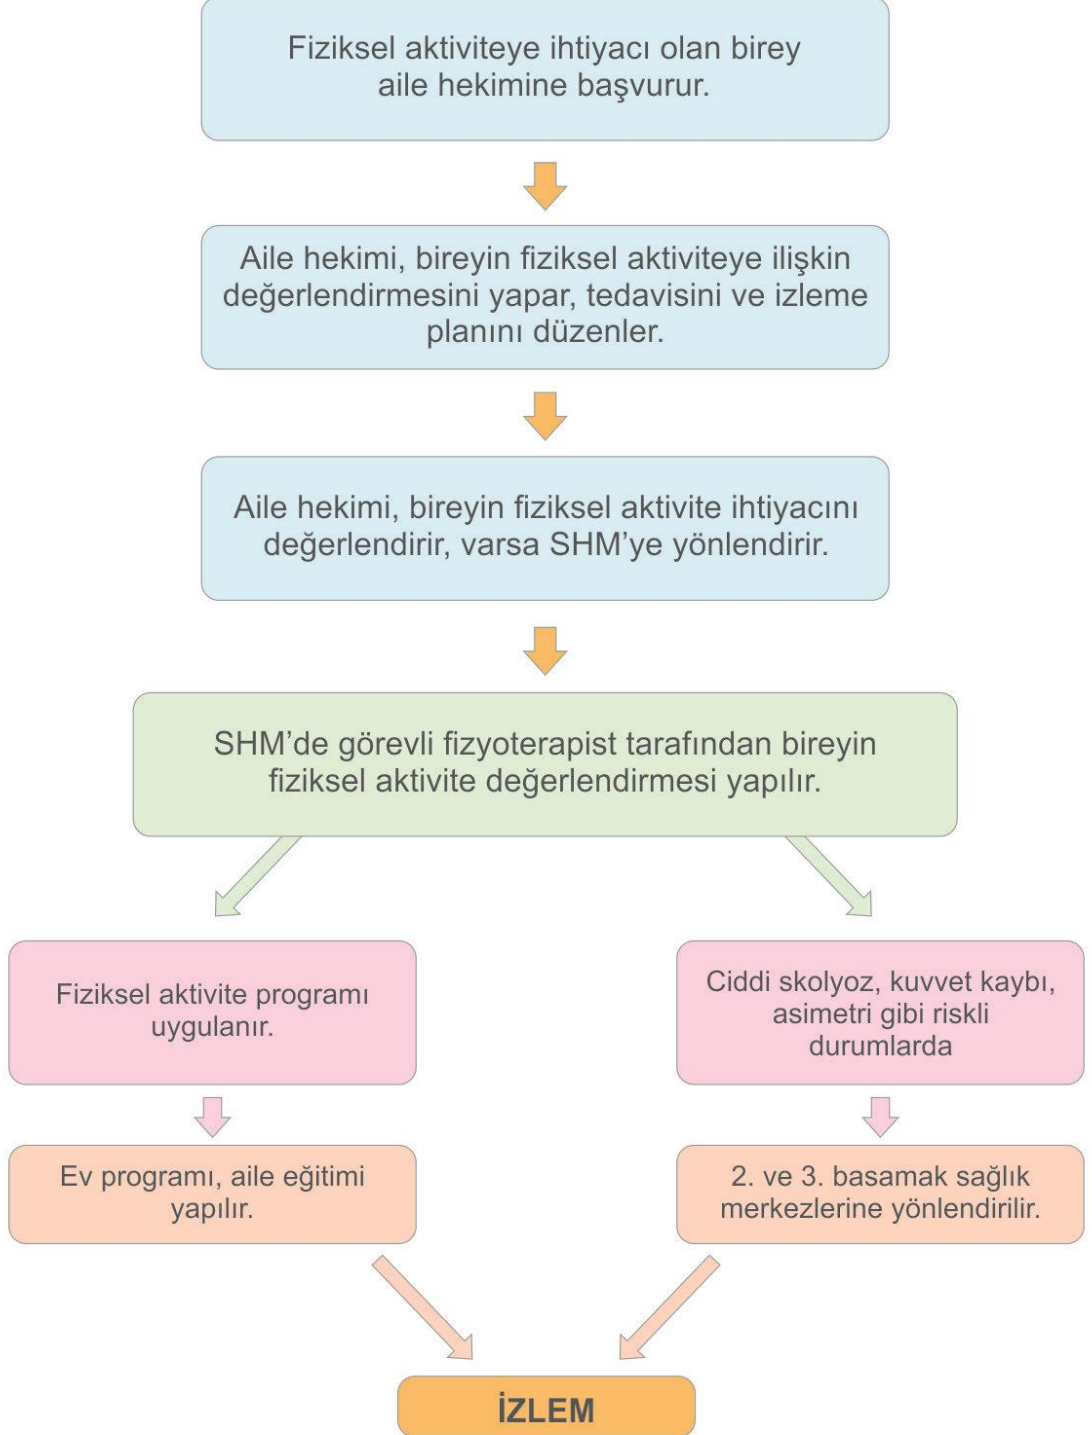 Fiziksel aktiviteye ihtiyacı olan birey
aile hekimine başvurur.
Aile hekimi, bireyin fiziksel aktiviteye ilişkin
değerlendirmesini yapar, tedavisini ve izleme
planını düzenler.
Aile hekimi, bireyin fiziksel aktivite ihtiyacını
değerlendirir, varsa SHM’ye yönlendirir.
SHM’de görevli fizyoterapist tarafından bireyin
fiziksel aktivite değerlendirmesi yapılır.
Fiziksel aktivite programı
uygulanır.
Ciddi skolyoz, kuvvet kaybı,
asimetri gibi riskli
durumlarda
Ev programı, aile eğitimi
yapılır.
2. ve 3. basamak sağlık
merkezlerine yönlendirilir.
İZLEM